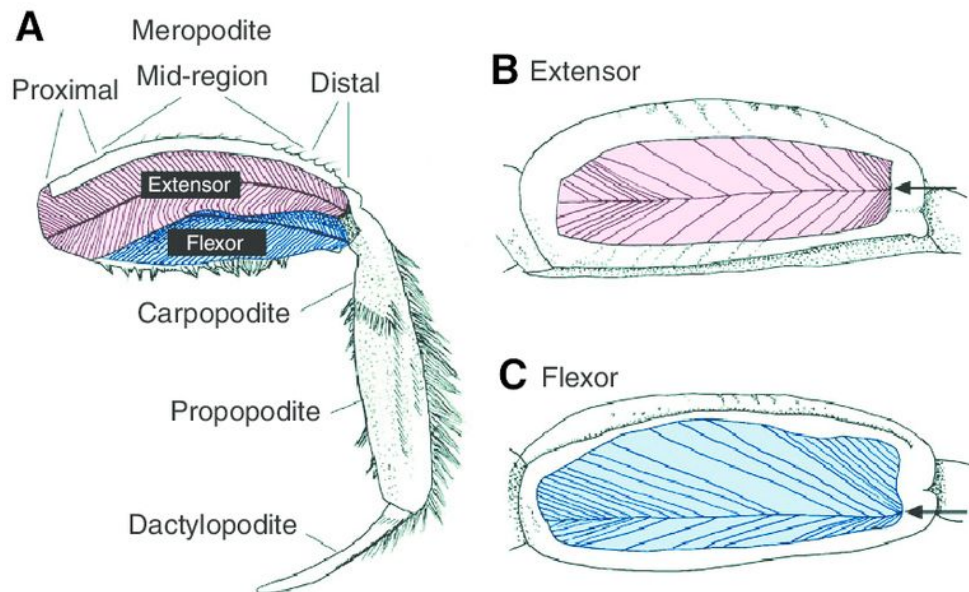 A
Meropodite
Proximal
Mid-region
Distal
Extensor
Flexor
Carpopodite
Propopodite
Dactylopodite
B Extensor
C Flexor